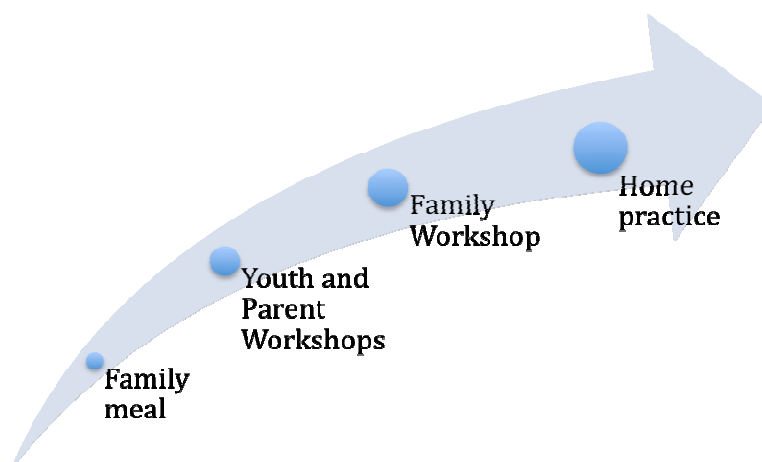 Family
meal
Youth and
Parent
Workshops
Family
Workshop
Home
practice